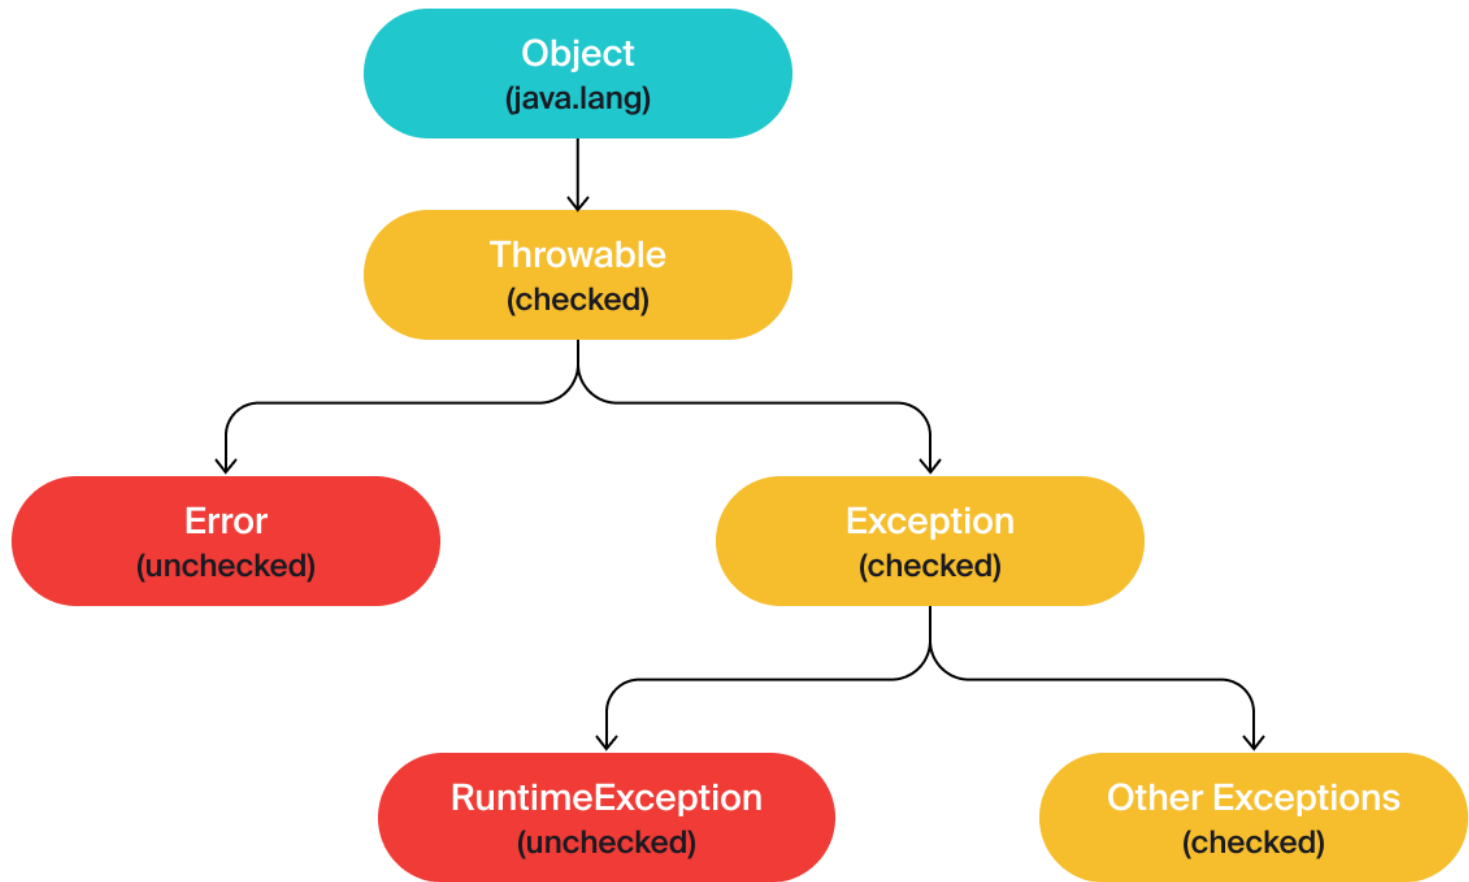 Object
(java.lang)
Throwable
(checked)
Error
(unchecked)
Exception
(checked)
RuntimeException
(unchecked)
Other Exceptions
(checked)